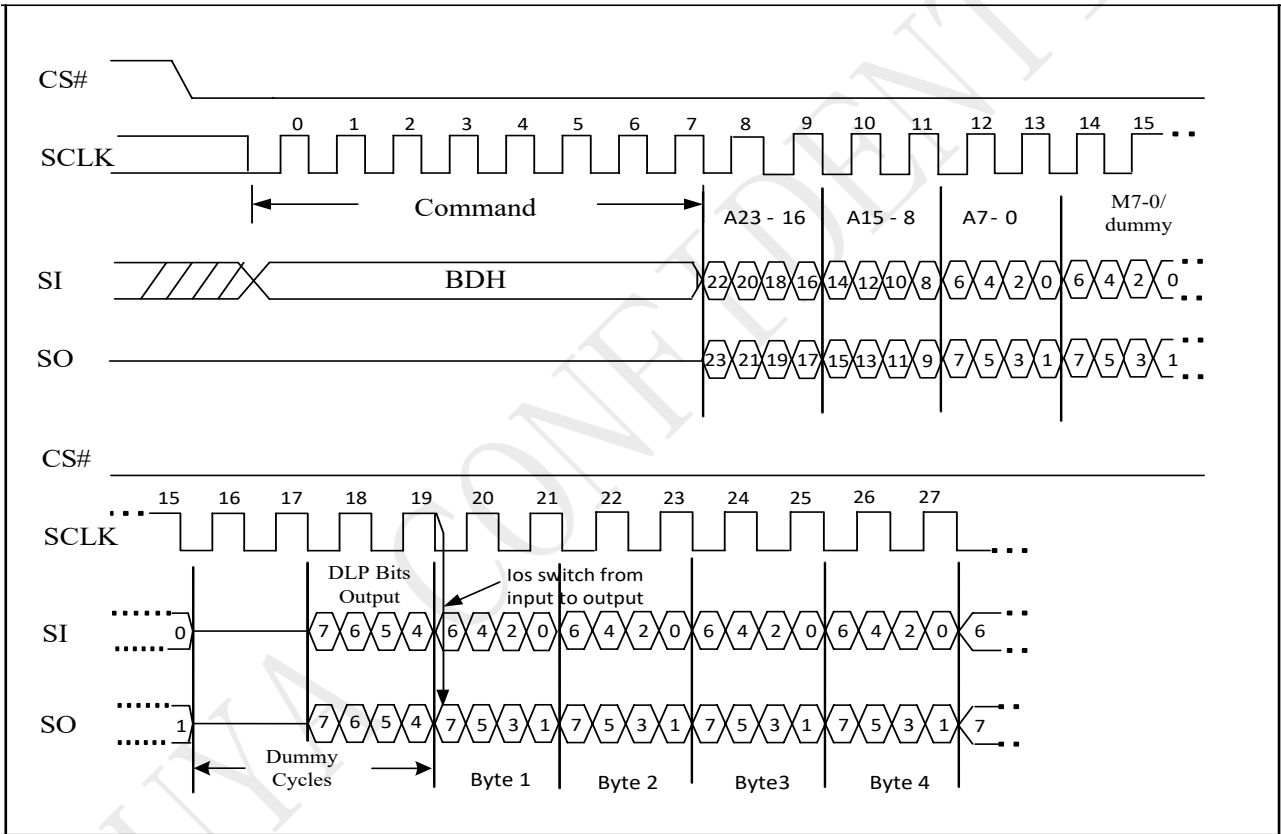 CS#
0 1 2 3 4 5 6 7 8 9 10 11 12 13 14 15
SCLK
Command
A23 - 16 A15 - 8 A7- 0 M7-0/
dummy
SI BDH 22 20 18 16 14 12 10 8 6 4 2 0 6 4 2 0
SO 23 21 19 17 15 13 11 9 7 5 3 1 7 5 3 1
CS#
15 16 17 18 19 20 21 22 23 24 25 26 27
SCLK
DLP Bits
Output
Ios switch from
input to output
SI 0 7 6 5 4 6 4 2 0 6 4 2 0 6 4 2 0 6 4 2 0 6
SO 1 7 6 5 4 7 5 3 1 7 5 3 1 7 5 3 1 7 5 3 1 7
Dummy
Cycles
Byte 1 Byte 2 Byte3 Byte 4
UYA CONFIDENT